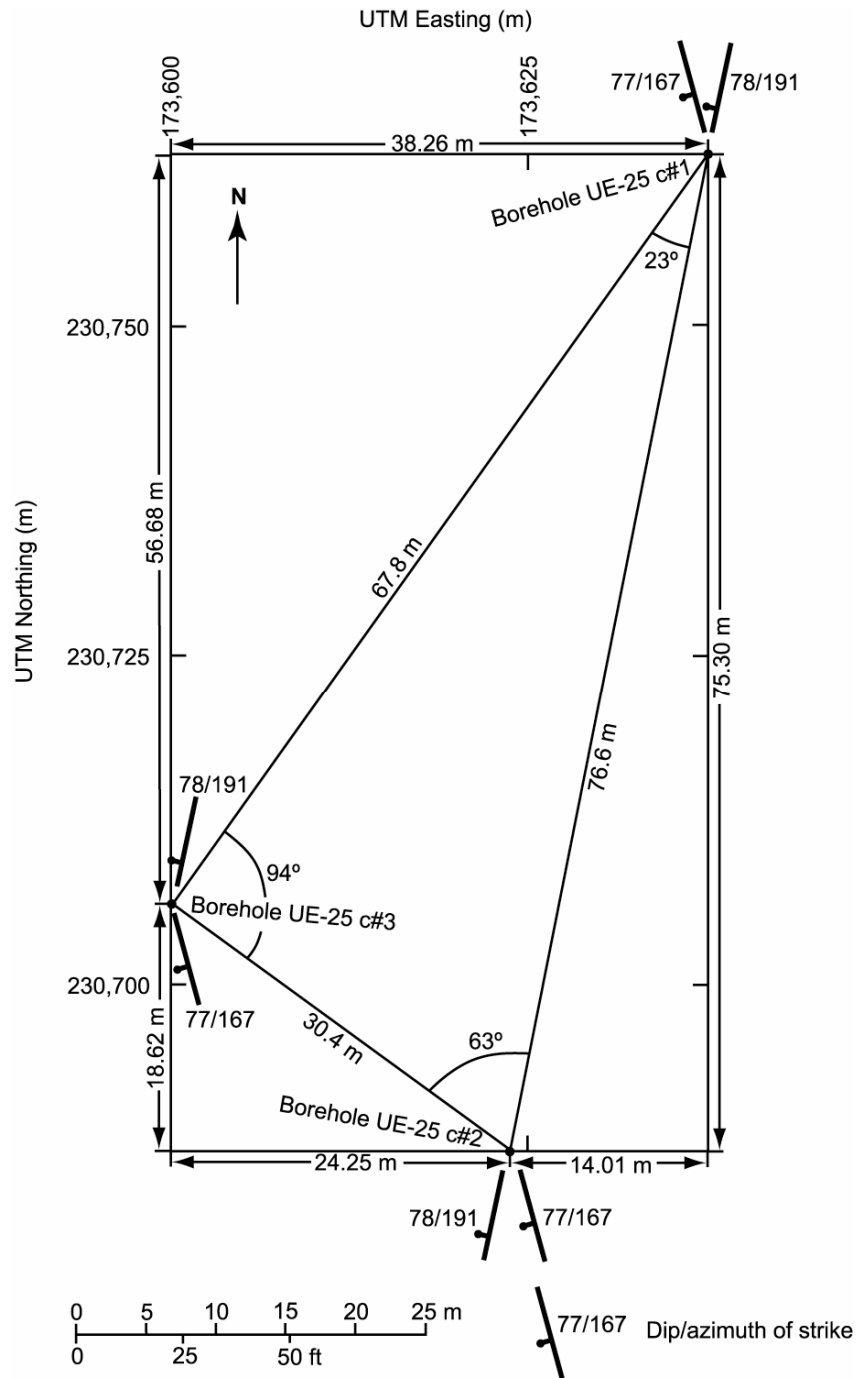 UTM Easting (m)
173,600
173,625
77/167
78/191
38.26 m
Borehole UE-25 c#1
N
23º
230,750
56.68 m
UTM Northing (m)
67.8 m
230,725
75.30 m
76.6 m
78/191
94º
Borehole UE-25 c#3
230,700
77/167
18.62 m
30.4 m
63º
Borehole UE-25 c#2
24.25 m
14.01 m
78/191
77/167
0 5 10 15 20 25 m
0 25 50 ft
77/167 Dip/azimuth of strike